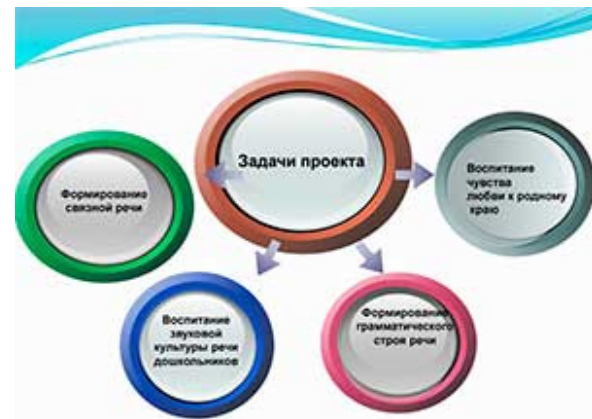 Задачи проекта
Формирование
связной речи
Воспитание
чувства
любви к родному
краю
Воспитание
звуковой
культуры речи
дошкольников
Формирование
грамматического
строя речи